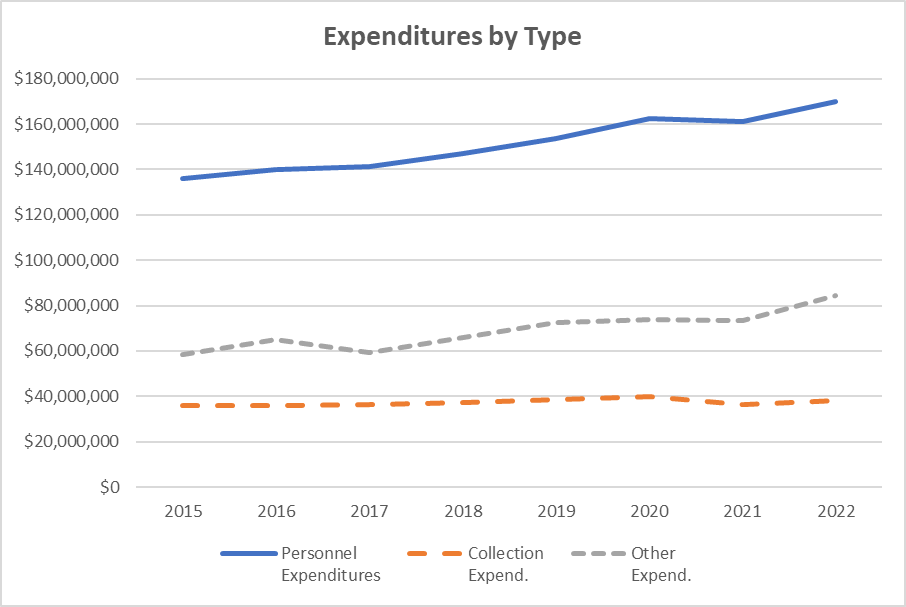 Expenditures by Type
$180,000,000
$160,000,000
$140,000,000
$120,000,000
$100,000,000
$80,000,000
$60,000,000
$40,000,000
$20,000,000
$0
2015 2016 2017 2018 2019 2020 2021 2022
Personnel Collection Other
Expenditures Expend. Expend.